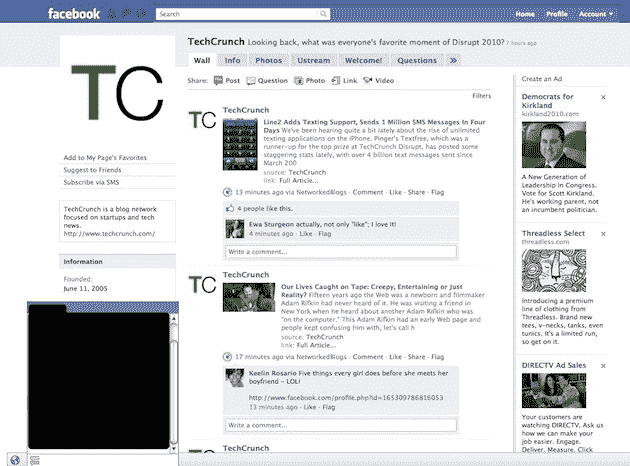 facebook
Search
Home Profile Account
TechCrunch Looking back, what was everyone's favorite moment of Disrupt 2010? 7 hours ago
Wall Info Photos Ustream Welcome! Questions »
Share: Post Question Photo Link Video
Filters
TC
Add to My Page's Favorites
Suggest to Friends
Subscribe via SMS
TechCrunch is a blog network
focused on startups and tech
news.
http://www.techcrunch.com/
Information
Founded:
June 11, 2005
TC
TechCrunch
Line2 Adds Texting Support, Sends 1 Million SMS Messages In Four
Days We've been hearing quite a bit lately about the rise of unlimited
texting applications on the iPhone. Pinger's Textfree, which was a
runner-up for the top prize at TechCrunch Disrupt, has posted some
staggering stats lately, with over 4 billion text messages sent since
March 200
source: TechCrunch
link: Full Article...
13 minutes ago via NetworkedBlogs · Comment · Like · Share · Flag
4 people like this.
Ewa Sturgeon actually, not only "like"; I love it!
4 minutes ago · Like · Flag
Write a comment...
TC
TechCrunch
Our Lives Caught on Tape: Creepy, Entertaining or Just
Reality? Fifteen years ago the Web was a newborn and filmmaker
Adam Rifkin had never heard of it. He was visiting a friend in
New York when he heard about another Adam Rifkin who was
"on the computer." This Adam Rifkin had an early Web page and
people kept confusing him with, let's call h
source: TechCrunch
link: Full Article...
17 minutes ago via NetworkedBlogs · Comment · Like · Share · Flag
Keelin Rosario Five things every girl does before she meets her
boyfriend - LOL!
http://www.facebook.com/profile.php?id=165309786816053
13 minutes ago · Like · Flag
Write a comment...
TC
TechCrunch
Create an Ad
Democrats for
Kirkland
kirkland2010.com
A New Generation of
Leadership in Congress.
Vote for Scott Kirkland.
He's working parent, not
an incumbent politician.
Threadless Select
threadless.com
Introducing a premium
line of clothing from
Threadless. Brand new
tees, v-necks, tanks, even
tunics. It's a limited run,
so get on it.
DIRECTV Ad Sales
Your customers are
watching DIRECTV. Ask us
how we can make your
job easier. Engage.
Deliver. Measure. Click